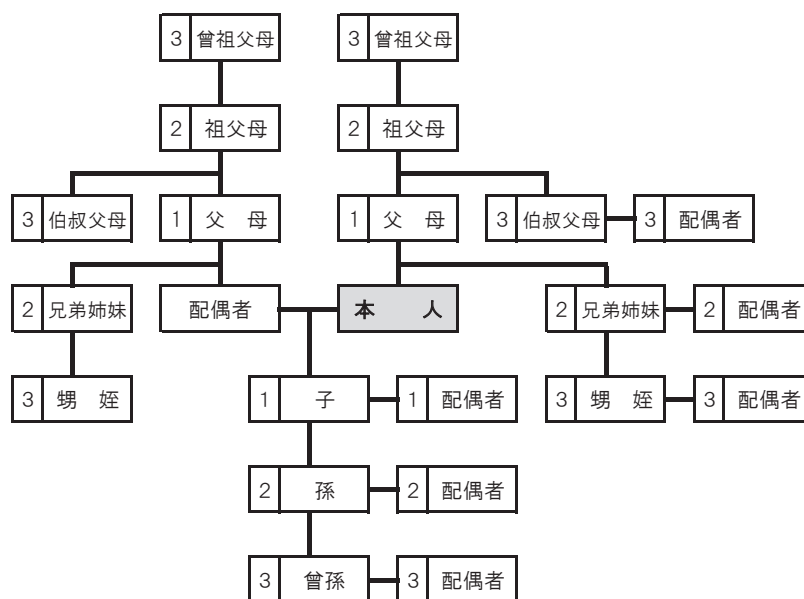 3 曾祖父母 3 曾祖父母
2 祖父母 2 祖父母
3 伯叔父母 1 父　母 1 父　母 3 伯叔父母 3 配偶者
2 兄弟姉妹 配偶者 本　人 2 兄弟姉妹 2 配偶者
3 甥　姪 1 子 1 配偶者 3 甥　姪 3 配偶者
2 孫 2 配偶者
3 曾孫 3 配偶者